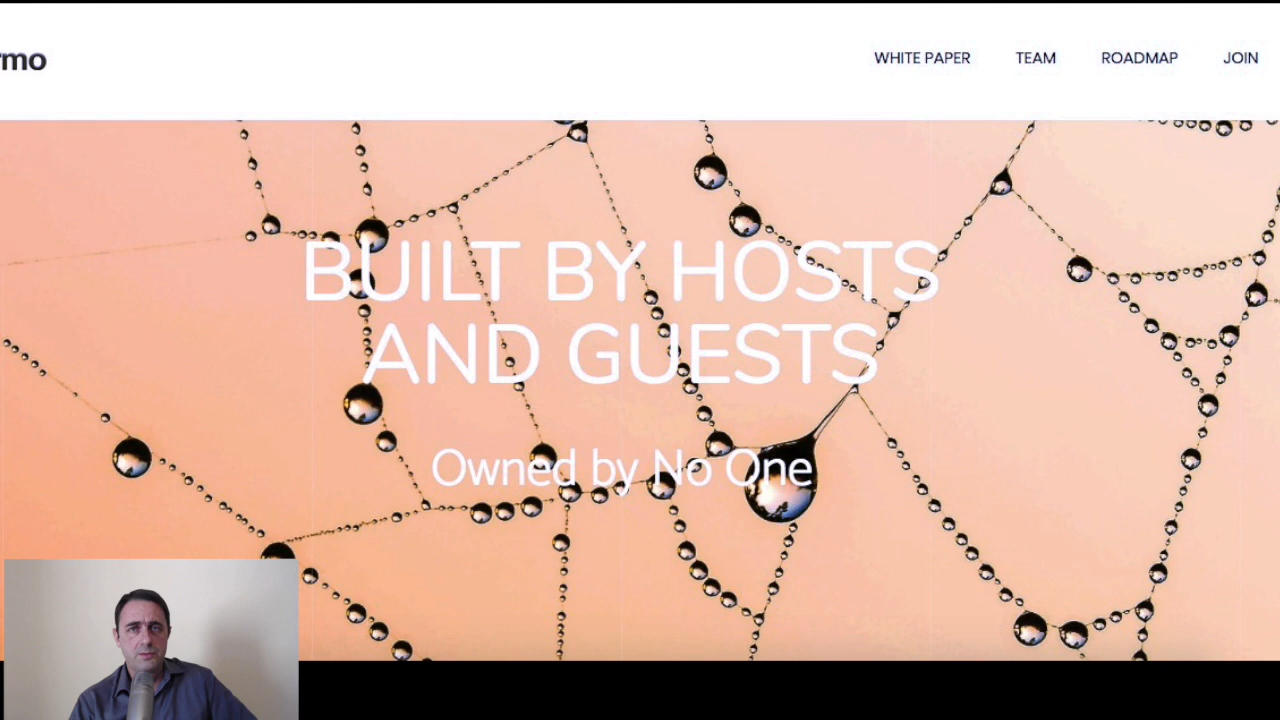 rmo
WHITE PAPER TEAM ROADMAP JOIN
BUILT BY HOSTS
AND GUESTS
Owned by No One